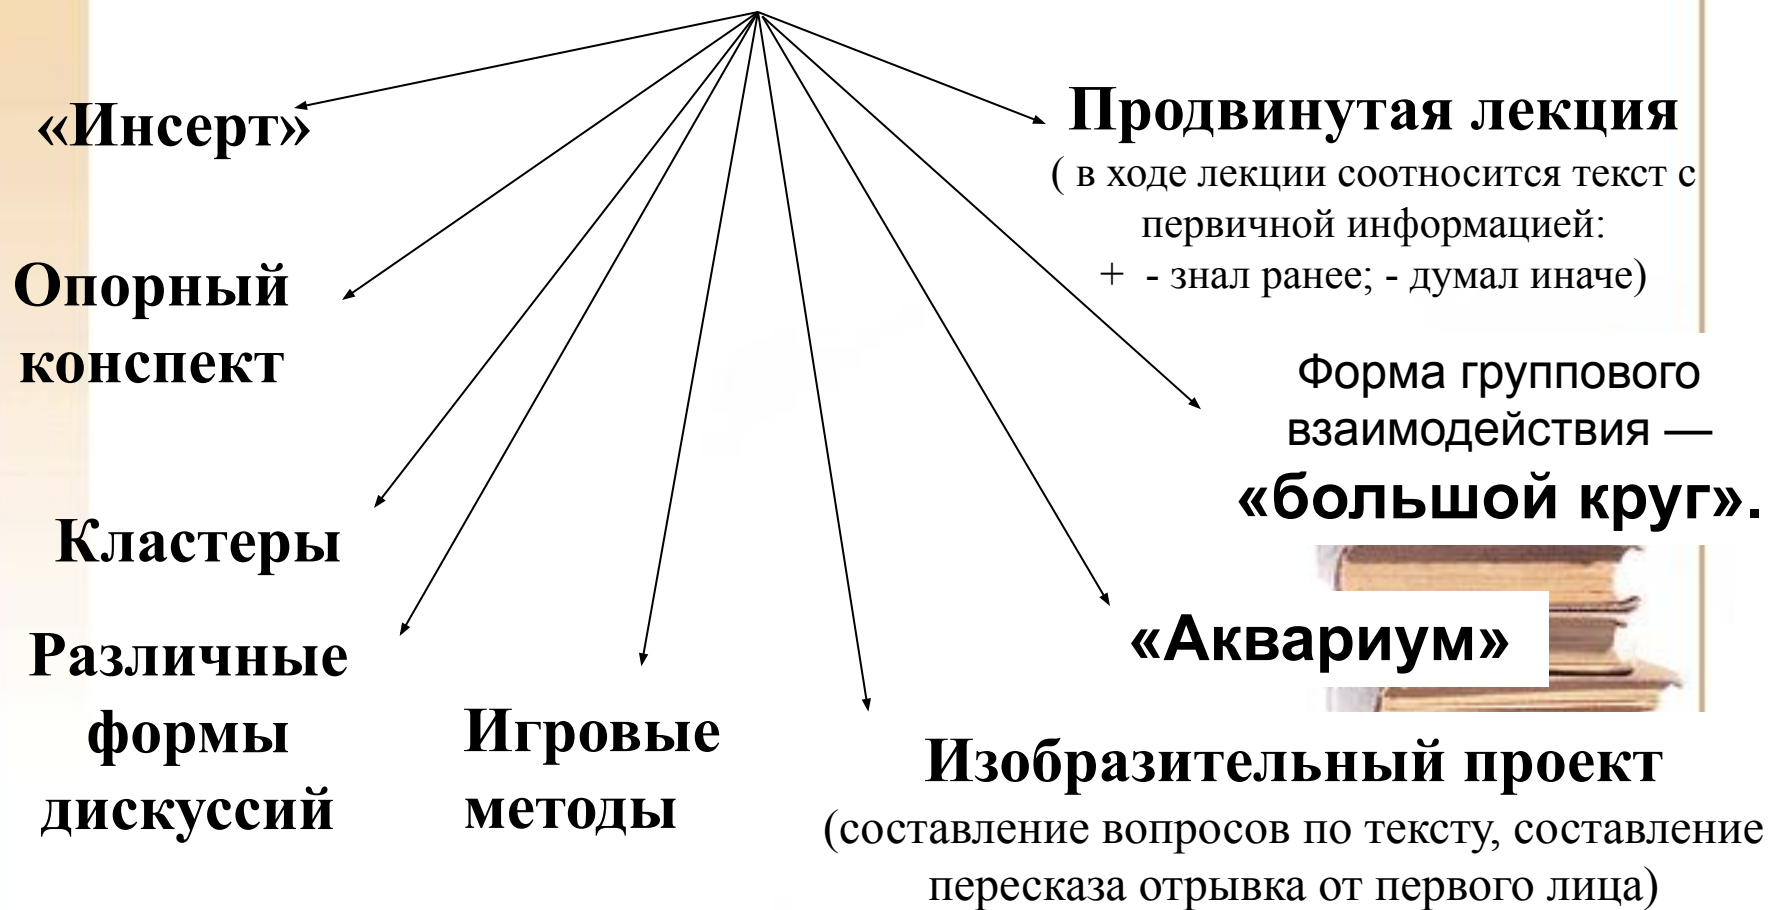 «Инсерт»
Опорный
конспект
Кластеры
Различные
формы
дискуссий
Игровые
методы
Изобразительный проект
(составление вопросов по тексту, составление
пересказа отрывка от первого лица)
«Аквариум»
Форма группового
взаимодействия —
«большой круг».
Продвинутая лекция
( в ходе лекции соотносится текст с
первичной информацией:
+ - знал ранее; - думал иначе)